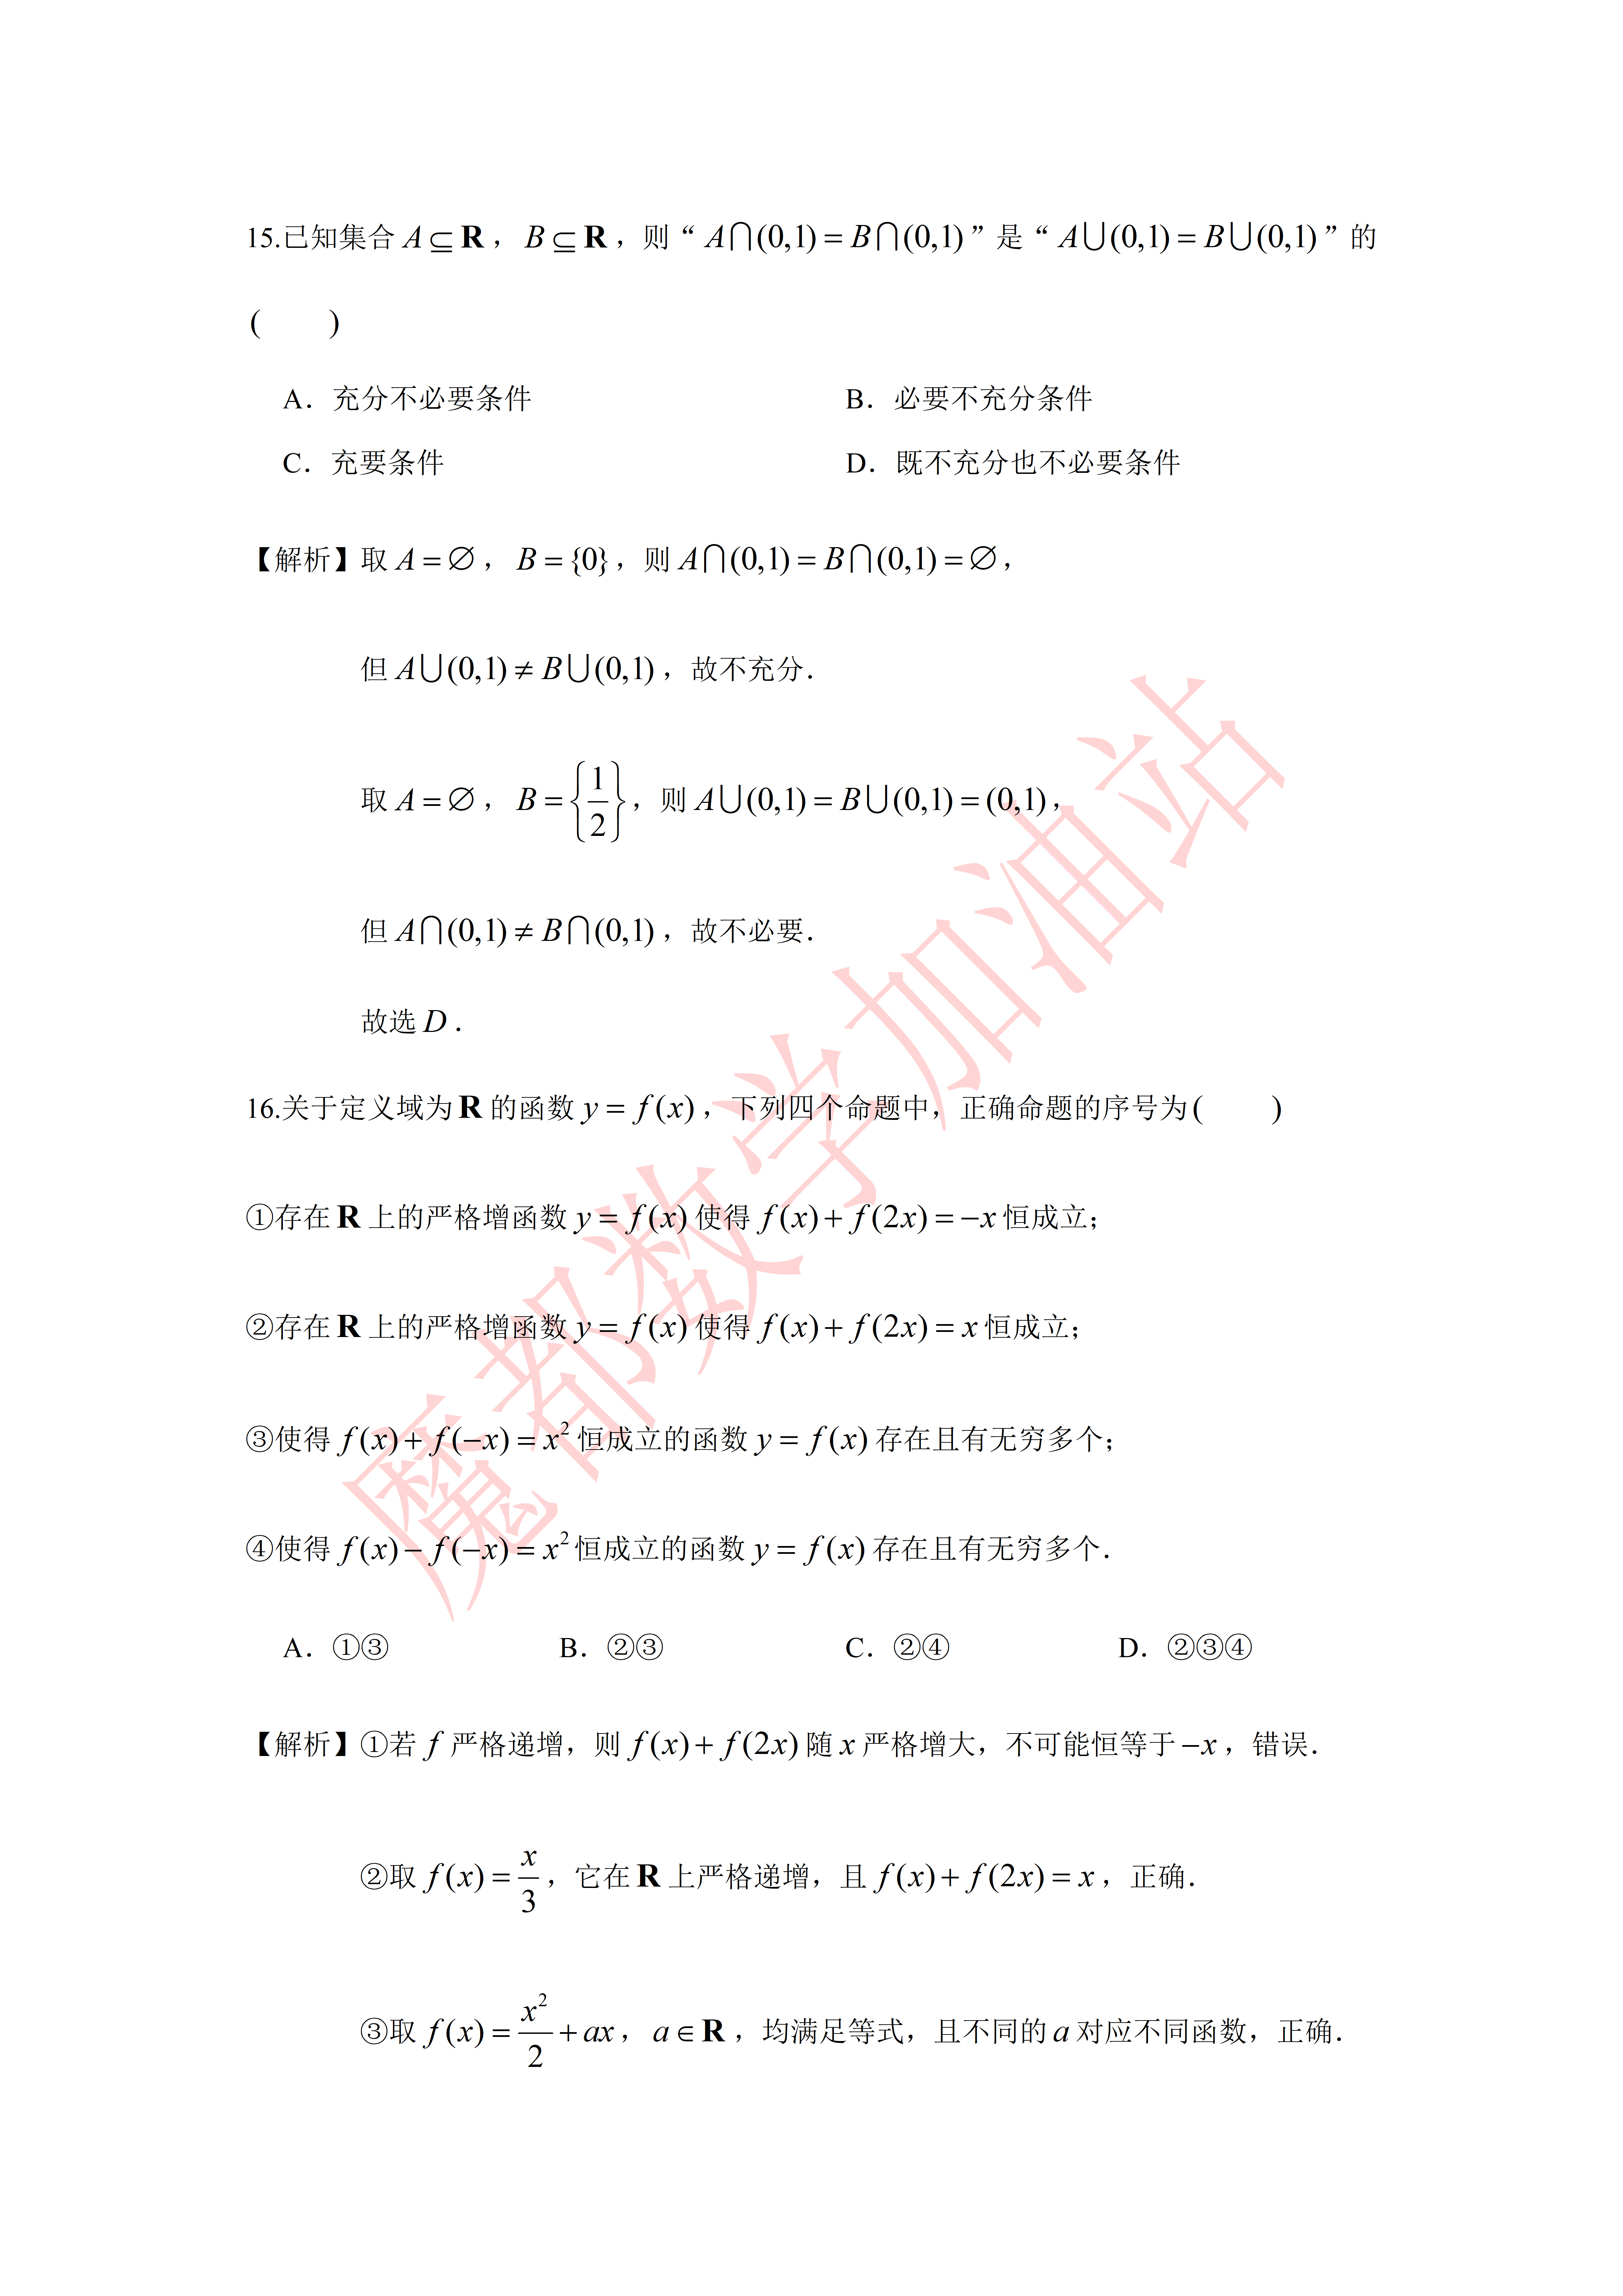 15.已知集合 A⊆R，B⊆R，则“A∩(0,1)=B∩(0,1)”是“A∪(0,1)=B∪(0,1)”的
(　　)
A．充分不必要条件　　B．必要不充分条件
C．充要条件　　D．既不充分也不必要条件
【解析】取 A=∅，B={0}，则 A∩(0,1)=B∩(0,1)=∅，
但 A∪(0,1)≠B∪(0,1)，故不充分．
取 A=∅，B={1/2}，则 A∪(0,1)=B∪(0,1)=(0,1)，
但 A∩(0,1)≠B∩(0,1)，故不必要．
故选 D．
16.关于定义域为 R 的函数 y=f(x)，下列四个命题中，正确命题的序号为(　　)
①存在 R 上的严格增函数 y=f(x) 使得 f(x)+f(2x)=−x 恒成立；
②存在 R 上的严格增函数 y=f(x) 使得 f(x)+f(2x)=x 恒成立；
③使得 f(x)+f(−x)=x² 恒成立的函数 y=f(x) 存在且有无穷多个；
④使得 f(x)−f(−x)=x² 恒成立的函数 y=f(x) 存在且有无穷多个．
A．①③　　B．②③　　C．②④　　D．②③④
【解析】①若 f 严格递增，则 f(x)+f(2x) 随 x 严格增大，不可能恒等于 −x，错误．
②取 f(x)=x/3，它在 R 上严格递增，且 f(x)+f(2x)=x，正确．
③取 f(x)=x²/2+ax，a∈R，均满足等式，且不同的 a 对应不同函数，正确．
魔都数学加油站